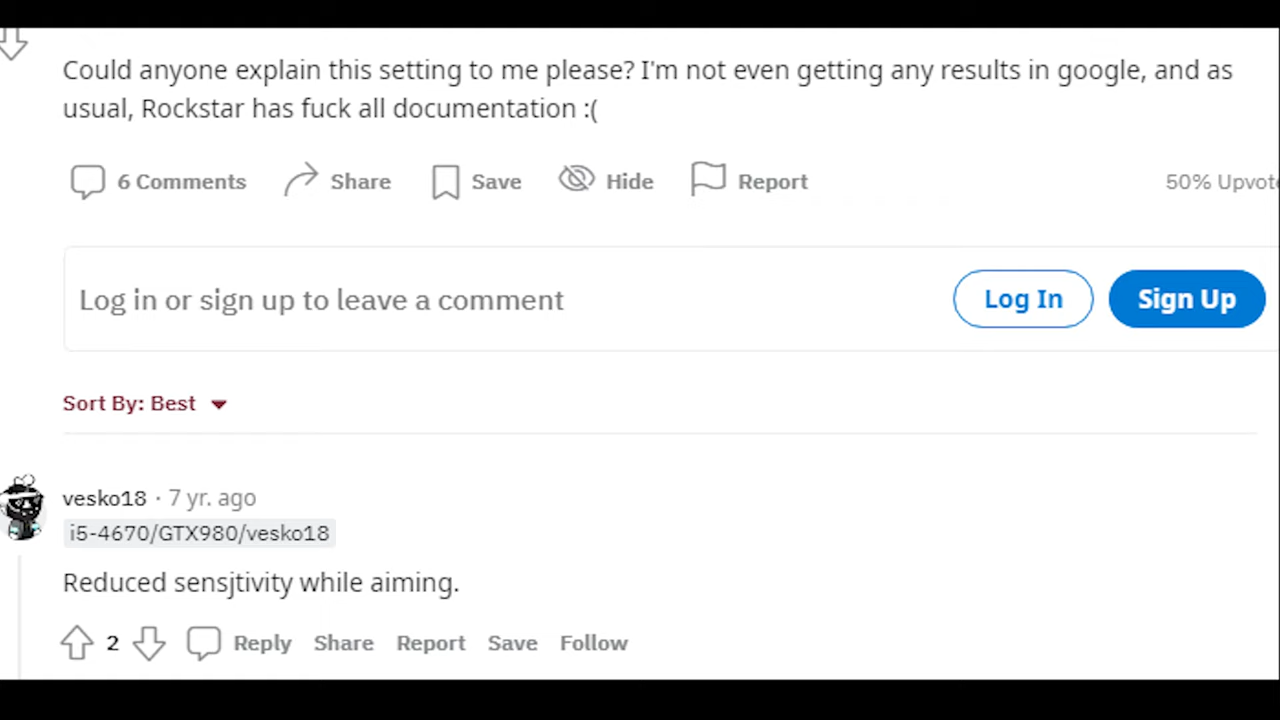 Could anyone explain this setting to me please? I'm not even getting any results in google, and as
usual, Rockstar has fuck all documentation :(
6 Comments Share Save Hide Report 50% Upvote
Log in or sign up to leave a comment Log In Sign Up
Sort By: Best
vesko18 · 7 yr. ago
i5-4670/GTX980/vesko18
Reduced sensjtivity while aiming.
2 Reply Share Report Save Follow